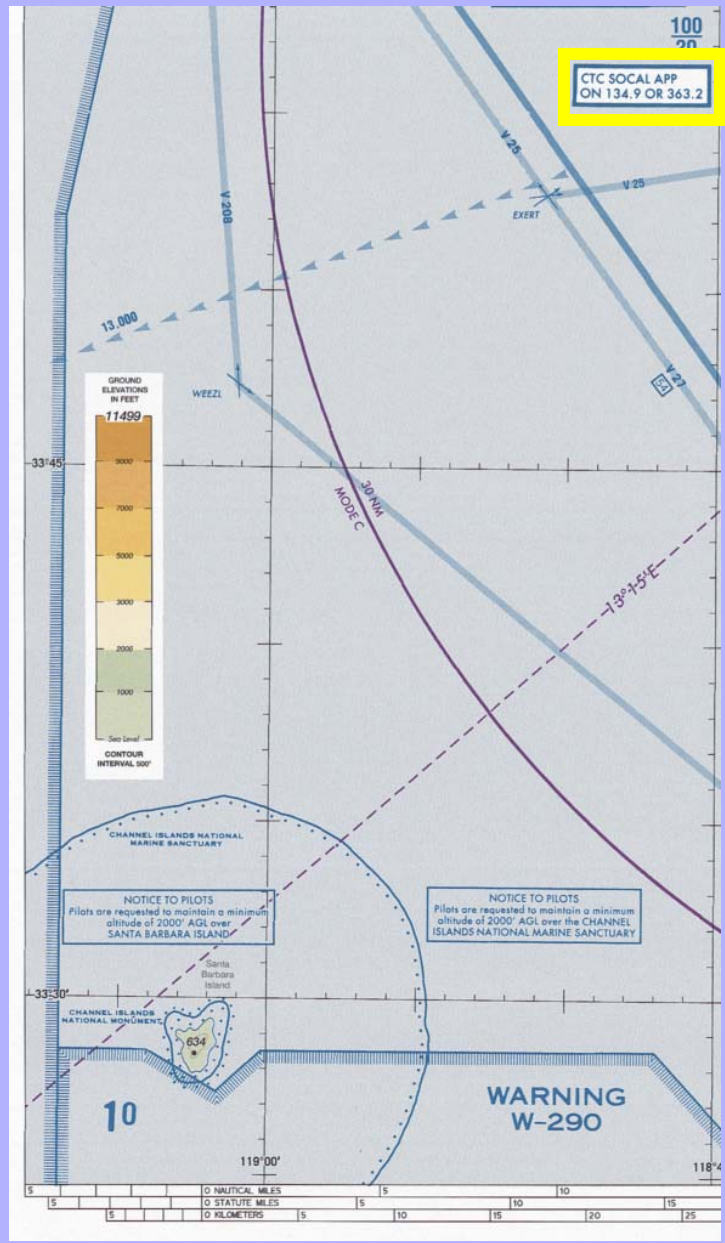 100
20
CTC SOCAL APP
ON 134.9 OR 363.2
V 25
V 25
V 208
EXERT
13,000
V 27
54
WEEZL
GROUND
ELEVATIONS
IN FEET
11499
9000
7000
5000
3000
2000
1000
Sea Level
CONTOUR
INTERVAL 500'
33°45'
30 NM
MODE C
13°15'E
CHANNEL ISLANDS NATIONAL
MARINE SANCTUARY
NOTICE TO PILOTS
Pilots are requested to maintain a minimum
altitude of 2000' AGL over
SANTA BARBARA ISLAND
NOTICE TO PILOTS
Pilots are requested to maintain a minimum
altitude of 2000' AGL over the CHANNEL
ISLANDS NATIONAL MARINE SANCTUARY
Santa
Barbara
Island
33°30'
CHANNEL ISLANDS
NATIONAL MONUMENT
634
10
WARNING
W-290
119°00'
118°4
5 0 NAUTICAL MILES 5 10
5 0 STATUTE MILES 5 10 15
5 0 KILOMETERS 5 10 15 20 25